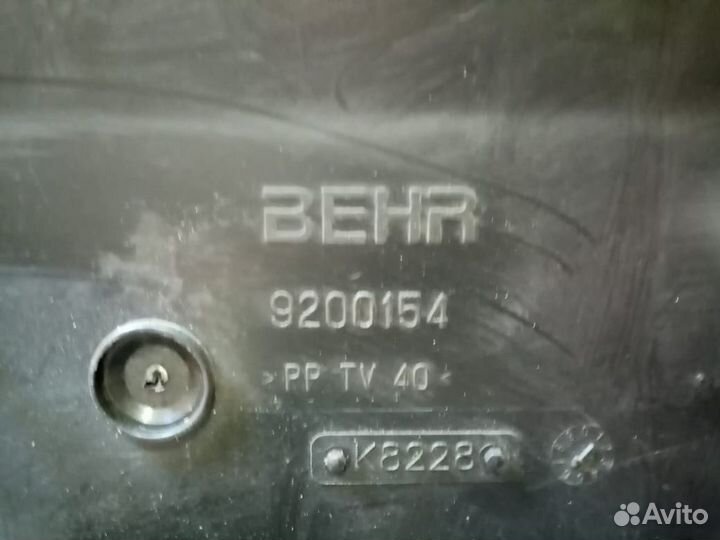 BEHR
9200154
>PP TV 40<
K8228
Avito